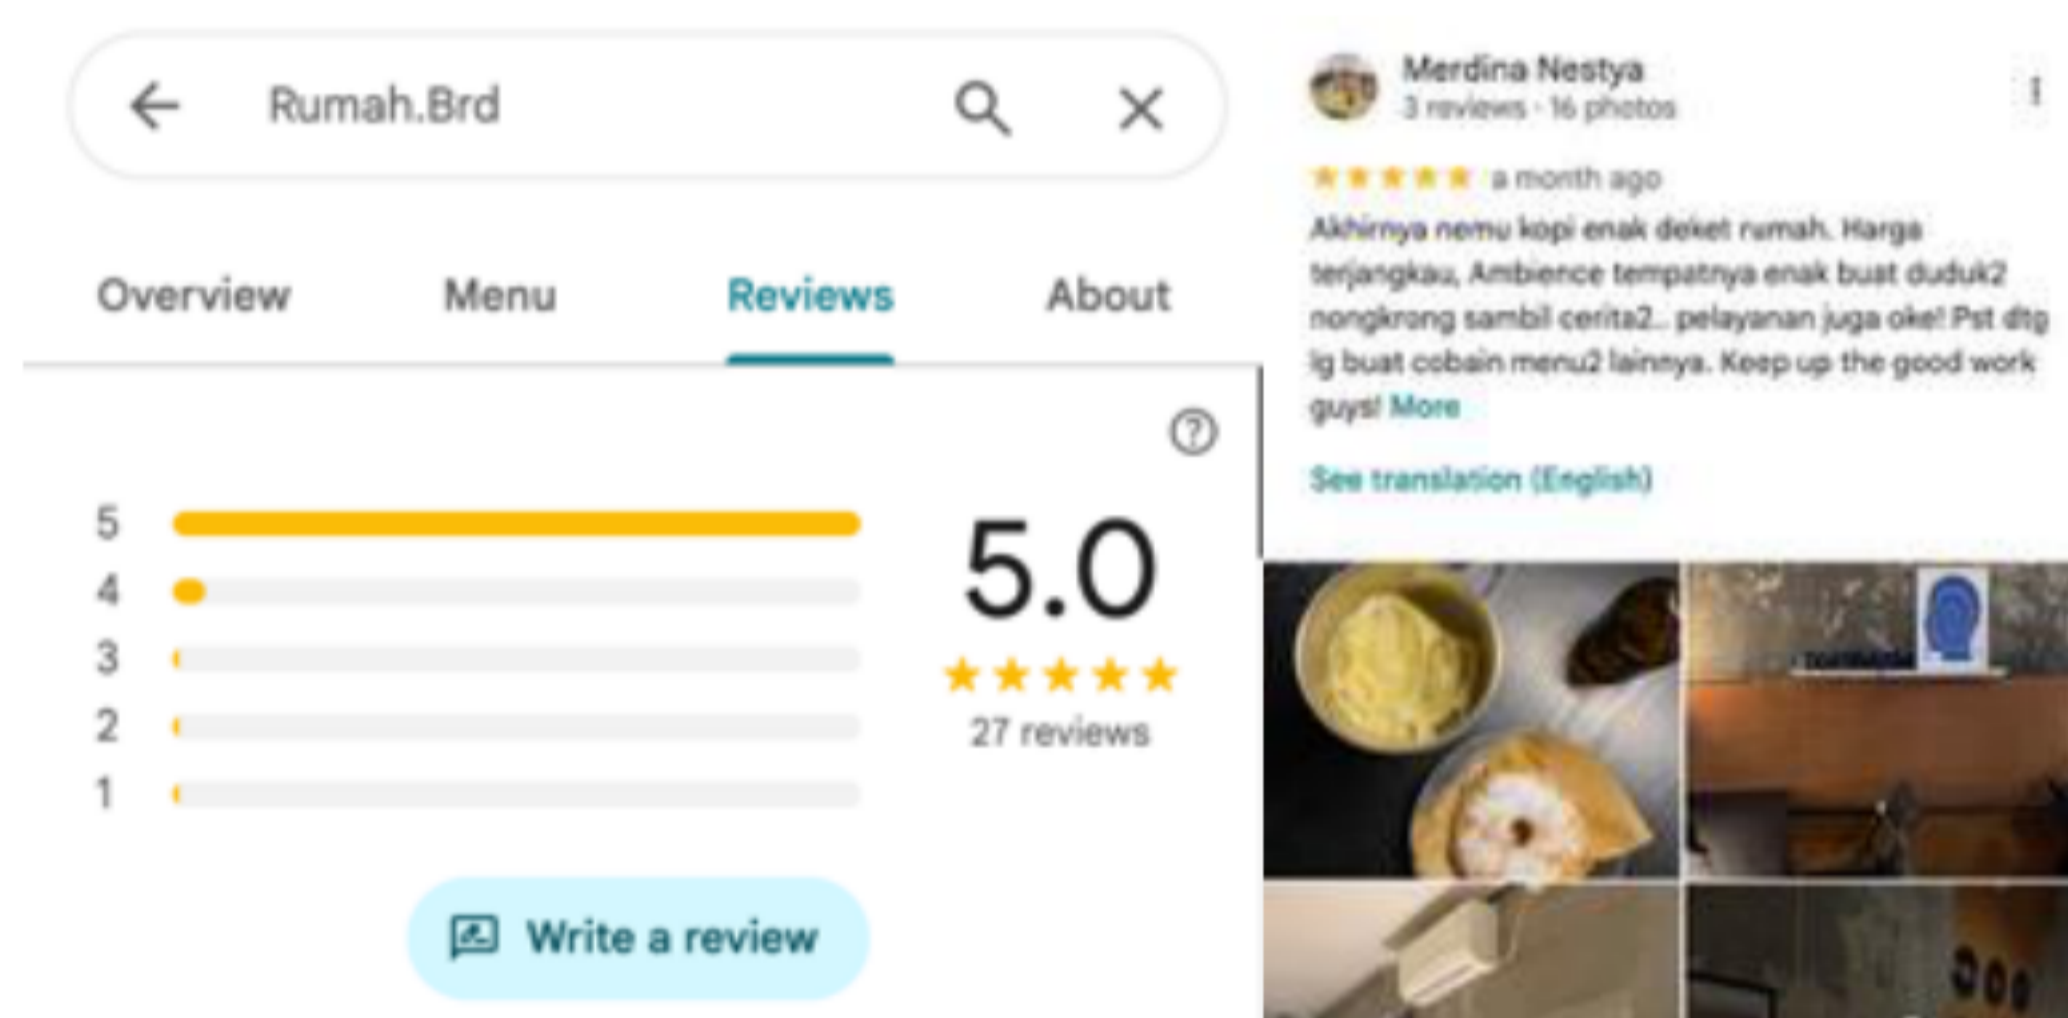 Rumah.Brd
Overview
Menu
Reviews
About
5
4
3
2
1
5.0
27 reviews
Write a review
Merdina Nestya
3 reviews · 16 photos
a month ago
Akhirnya nemu kopi enak deket rumah. Harga
terjangkau, Ambience tempatnya enak buat duduk2
nongkrong sambil cerita2.. pelayanan juga oke! Pst dtg
lg buat cobain menu2 lainnya. Keep up the good work
guys! More
See translation (English)